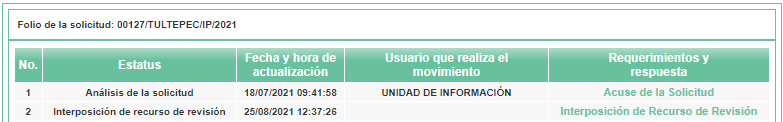 Folio de la solicitud: 00127/TULTEPEC/IP/2021
No. Estatus Fecha y hora de actualización Usuario que realiza el movimiento Requerimientos y respuesta
1 Análisis de la solicitud 18/07/2021 09:41:58 UNIDAD DE INFORMACIÓN Acuse de la Solicitud
2 Interposición de recurso de revisión 25/08/2021 12:37:26 Interposición de Recurso de Revisión